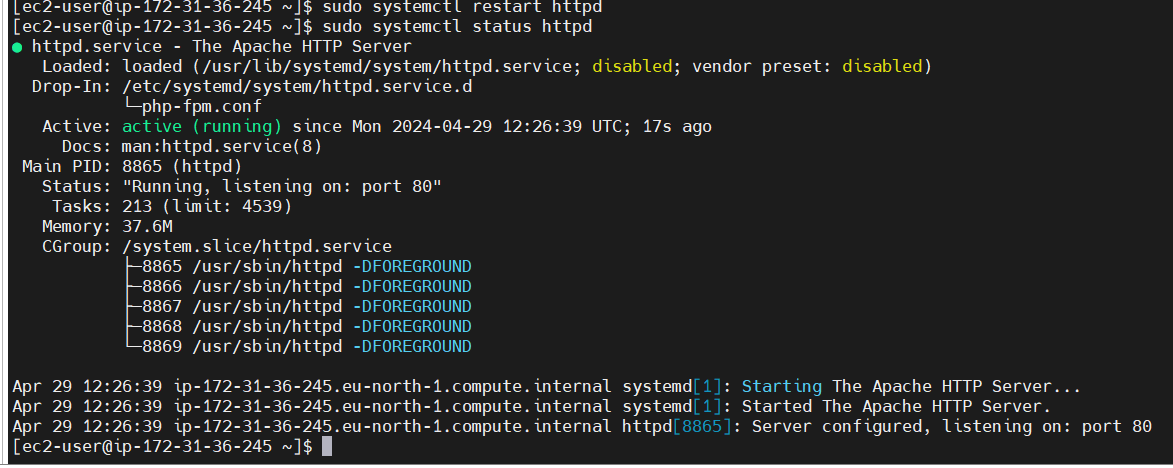 [ec2-user@ip-172-31-36-245 ~]$ sudo systemctl restart httpd
[ec2-user@ip-172-31-36-245 ~]$ sudo systemctl status httpd
● httpd.service - The Apache HTTP Server
   Loaded: loaded (/usr/lib/systemd/system/httpd.service; disabled; vendor preset: disabled)
  Drop-In: /etc/systemd/system/httpd.service.d
           └─php-fpm.conf
   Active: active (running) since Mon 2024-04-29 12:26:39 UTC; 17s ago
     Docs: man:httpd.service(8)
 Main PID: 8865 (httpd)
   Status: "Running, listening on: port 80"
    Tasks: 213 (limit: 4539)
   Memory: 37.6M
   CGroup: /system.slice/httpd.service
           ├─8865 /usr/sbin/httpd -DFOREGROUND
           ├─8866 /usr/sbin/httpd -DFOREGROUND
           ├─8867 /usr/sbin/httpd -DFOREGROUND
           ├─8868 /usr/sbin/httpd -DFOREGROUND
           └─8869 /usr/sbin/httpd -DFOREGROUND

Apr 29 12:26:39 ip-172-31-36-245.eu-north-1.compute.internal systemd[1]: Starting The Apache HTTP Server...
Apr 29 12:26:39 ip-172-31-36-245.eu-north-1.compute.internal systemd[1]: Started The Apache HTTP Server.
Apr 29 12:26:39 ip-172-31-36-245.eu-north-1.compute.internal httpd[8865]: Server configured, listening on: port 80
[ec2-user@ip-172-31-36-245 ~]$